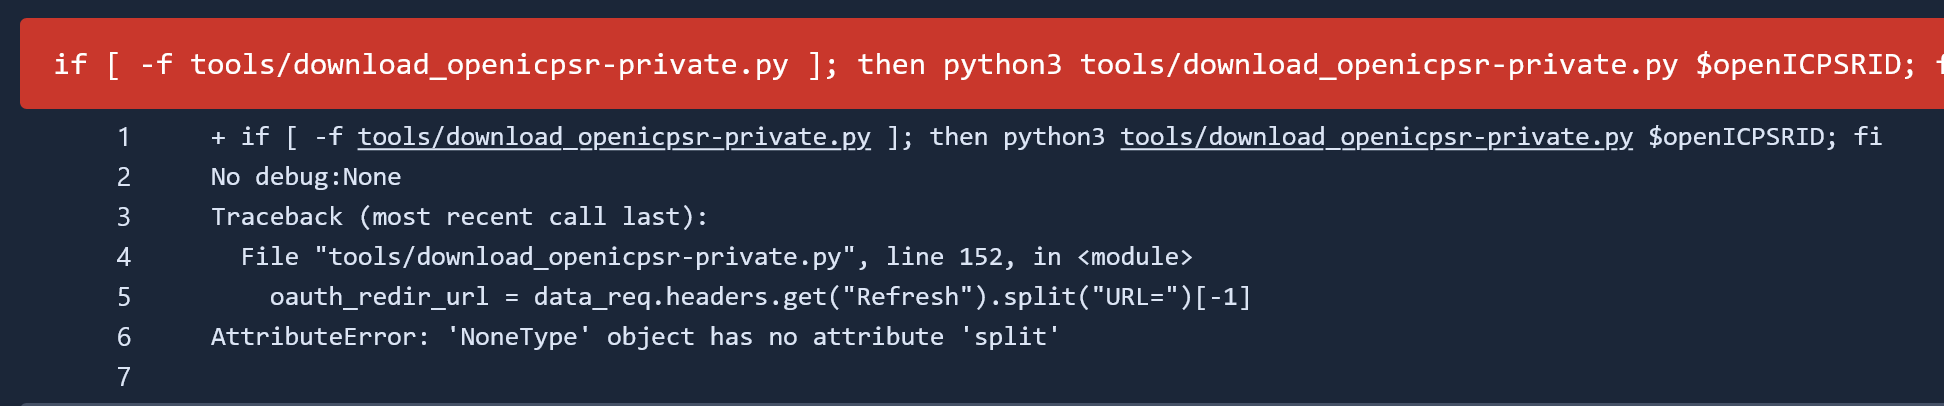 if [ -f tools/download_openicpsr-private.py ]; then python3 tools/download_openicpsr-private.py $openICPSRID; f
1 + if [ -f tools/download_openicpsr-private.py ]; then python3 tools/download_openicpsr-private.py $openICPSRID; fi
2 No debug:None
3 Traceback (most recent call last):
4   File "tools/download_openicpsr-private.py", line 152, in <module>
5     oauth_redir_url = data_req.headers.get("Refresh").split("URL=")[-1]
6 AttributeError: 'NoneType' object has no attribute 'split'
7